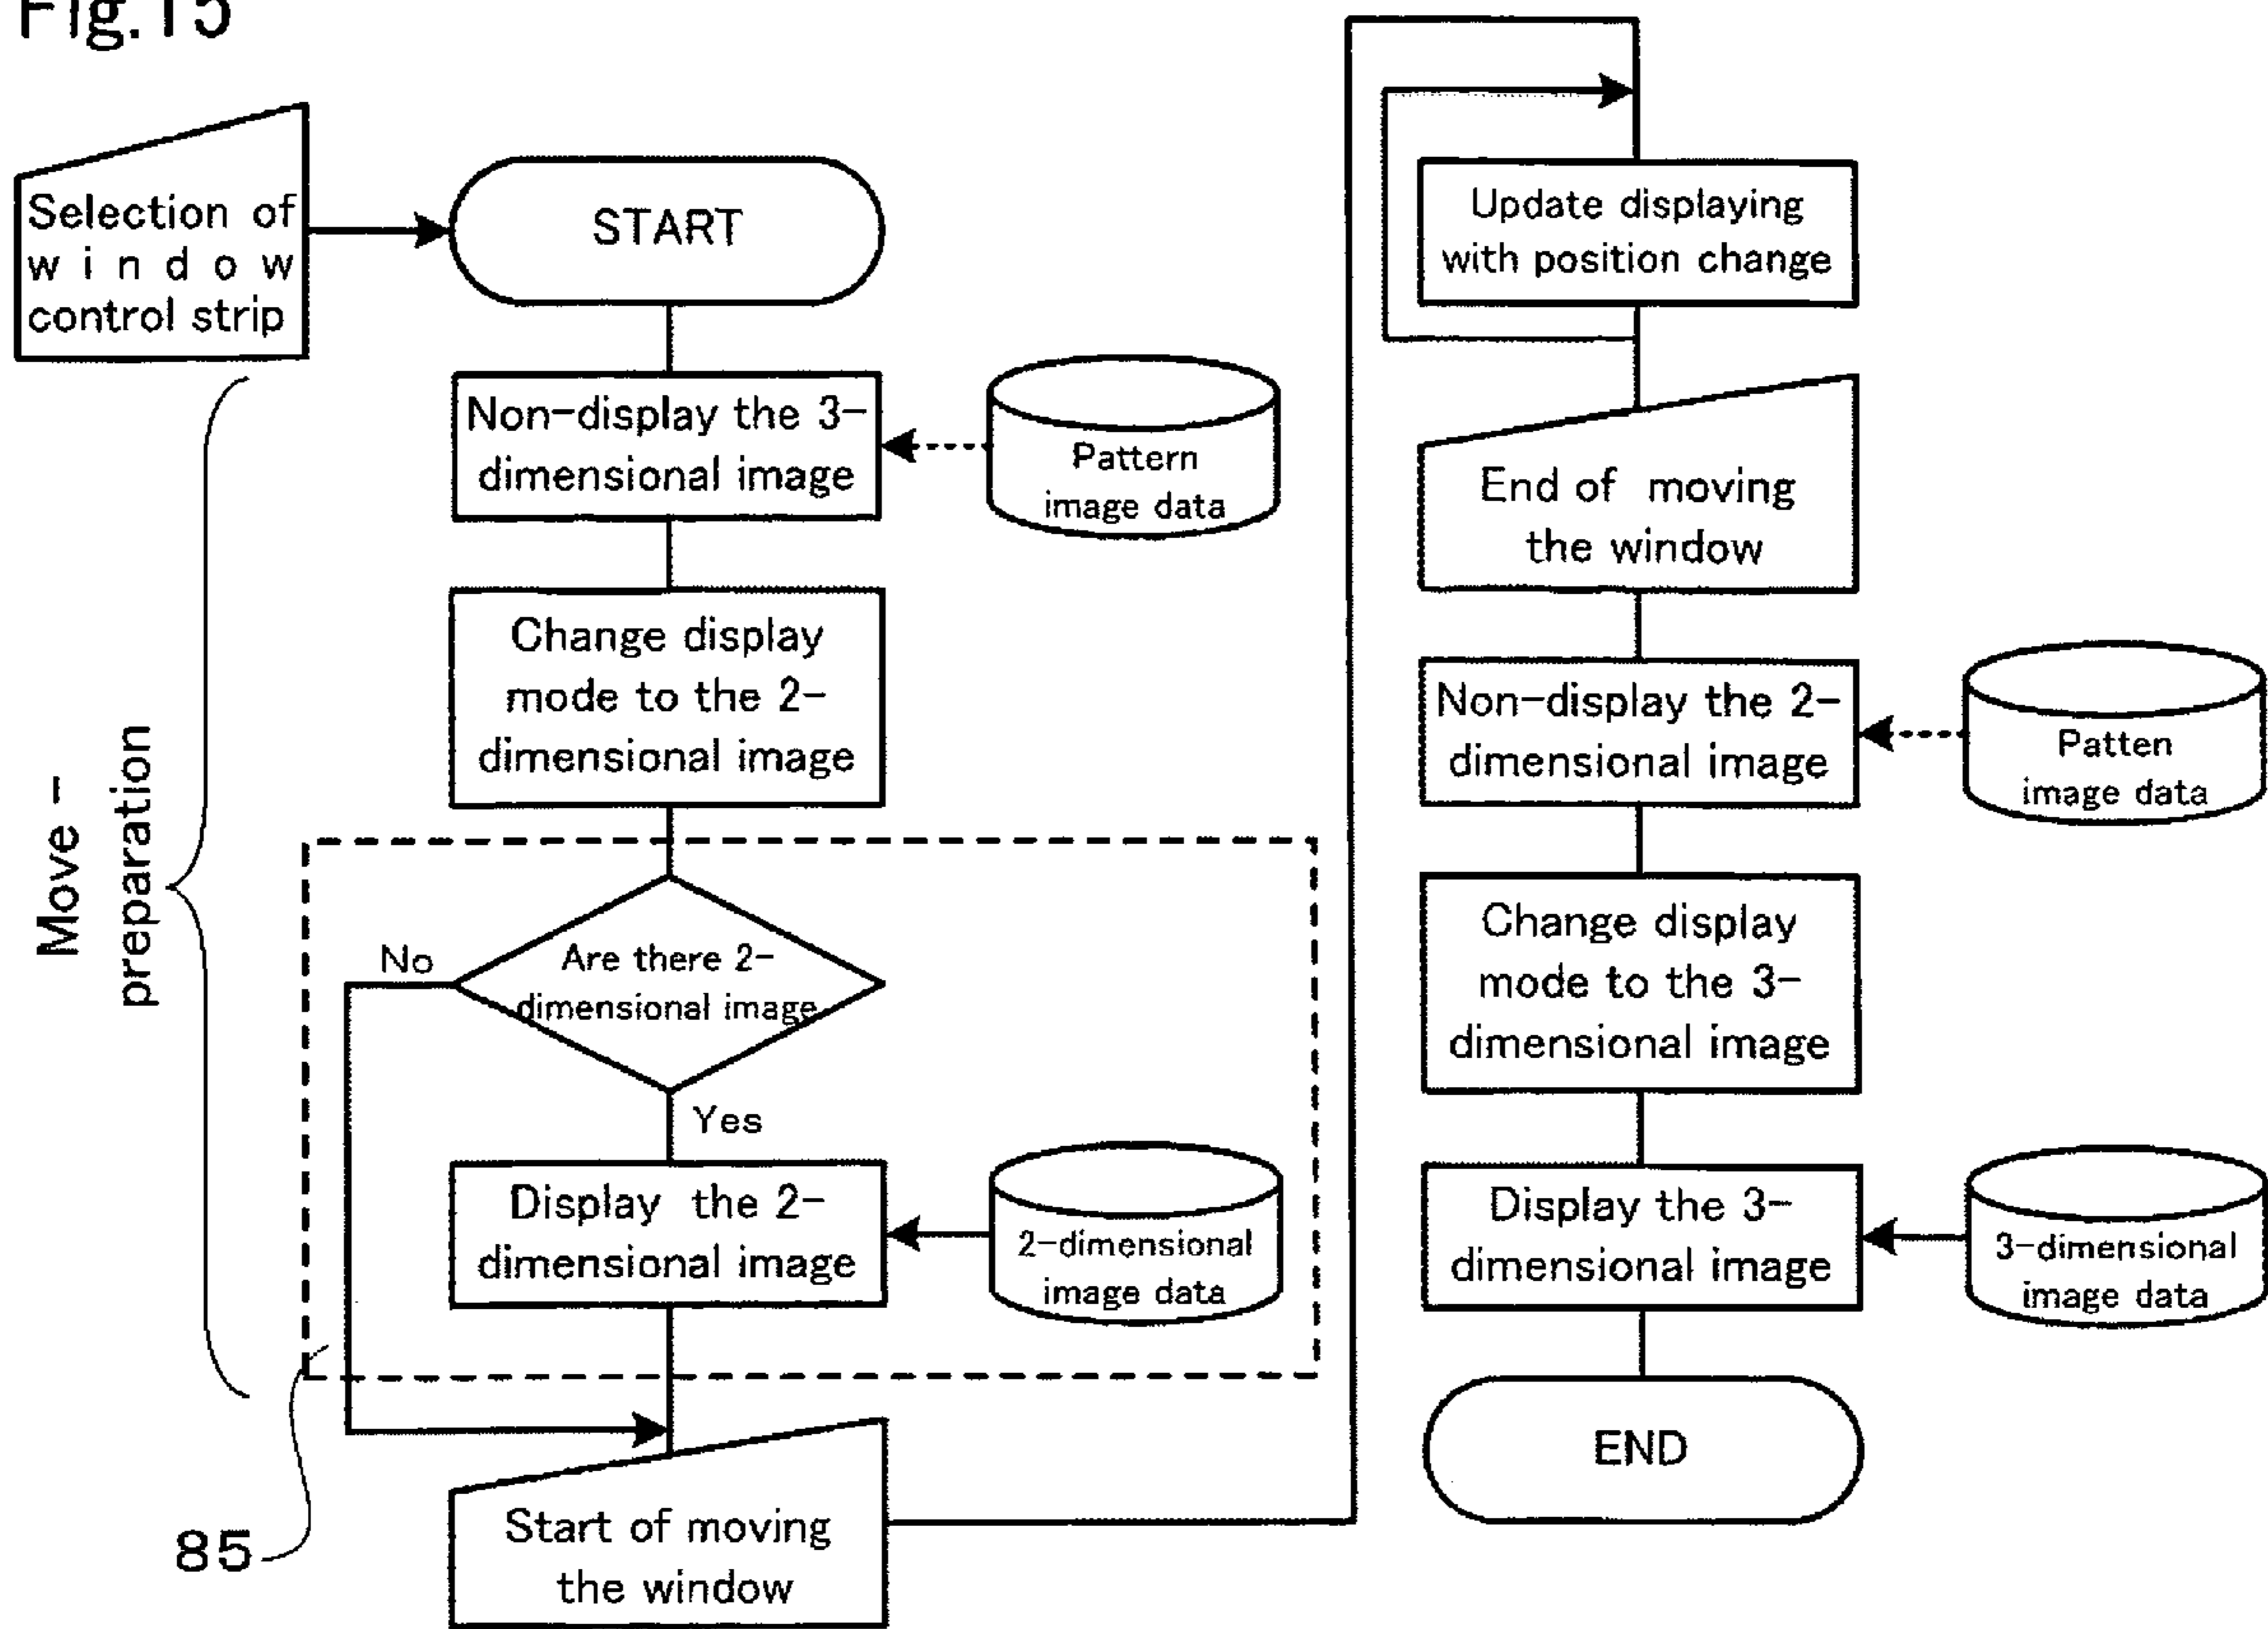 Fig.15
Selection of
window
control strip
START
Non-display the 3-
dimensional image
Pattern
image data
Change display
mode to the 2-
dimensional image
Move -
preparation
Are there 2-
dimensional image
No
Yes
Display the 2-
dimensional image
2-dimensional
image data
85
Start of moving
the window
Update displaying
with position change
End of moving
the window
Non-display the 2-
dimensional image
Patten
image data
Change display
mode to the 3-
dimensional image
Display the 3-
dimensional image
3-dimensional
image data
END